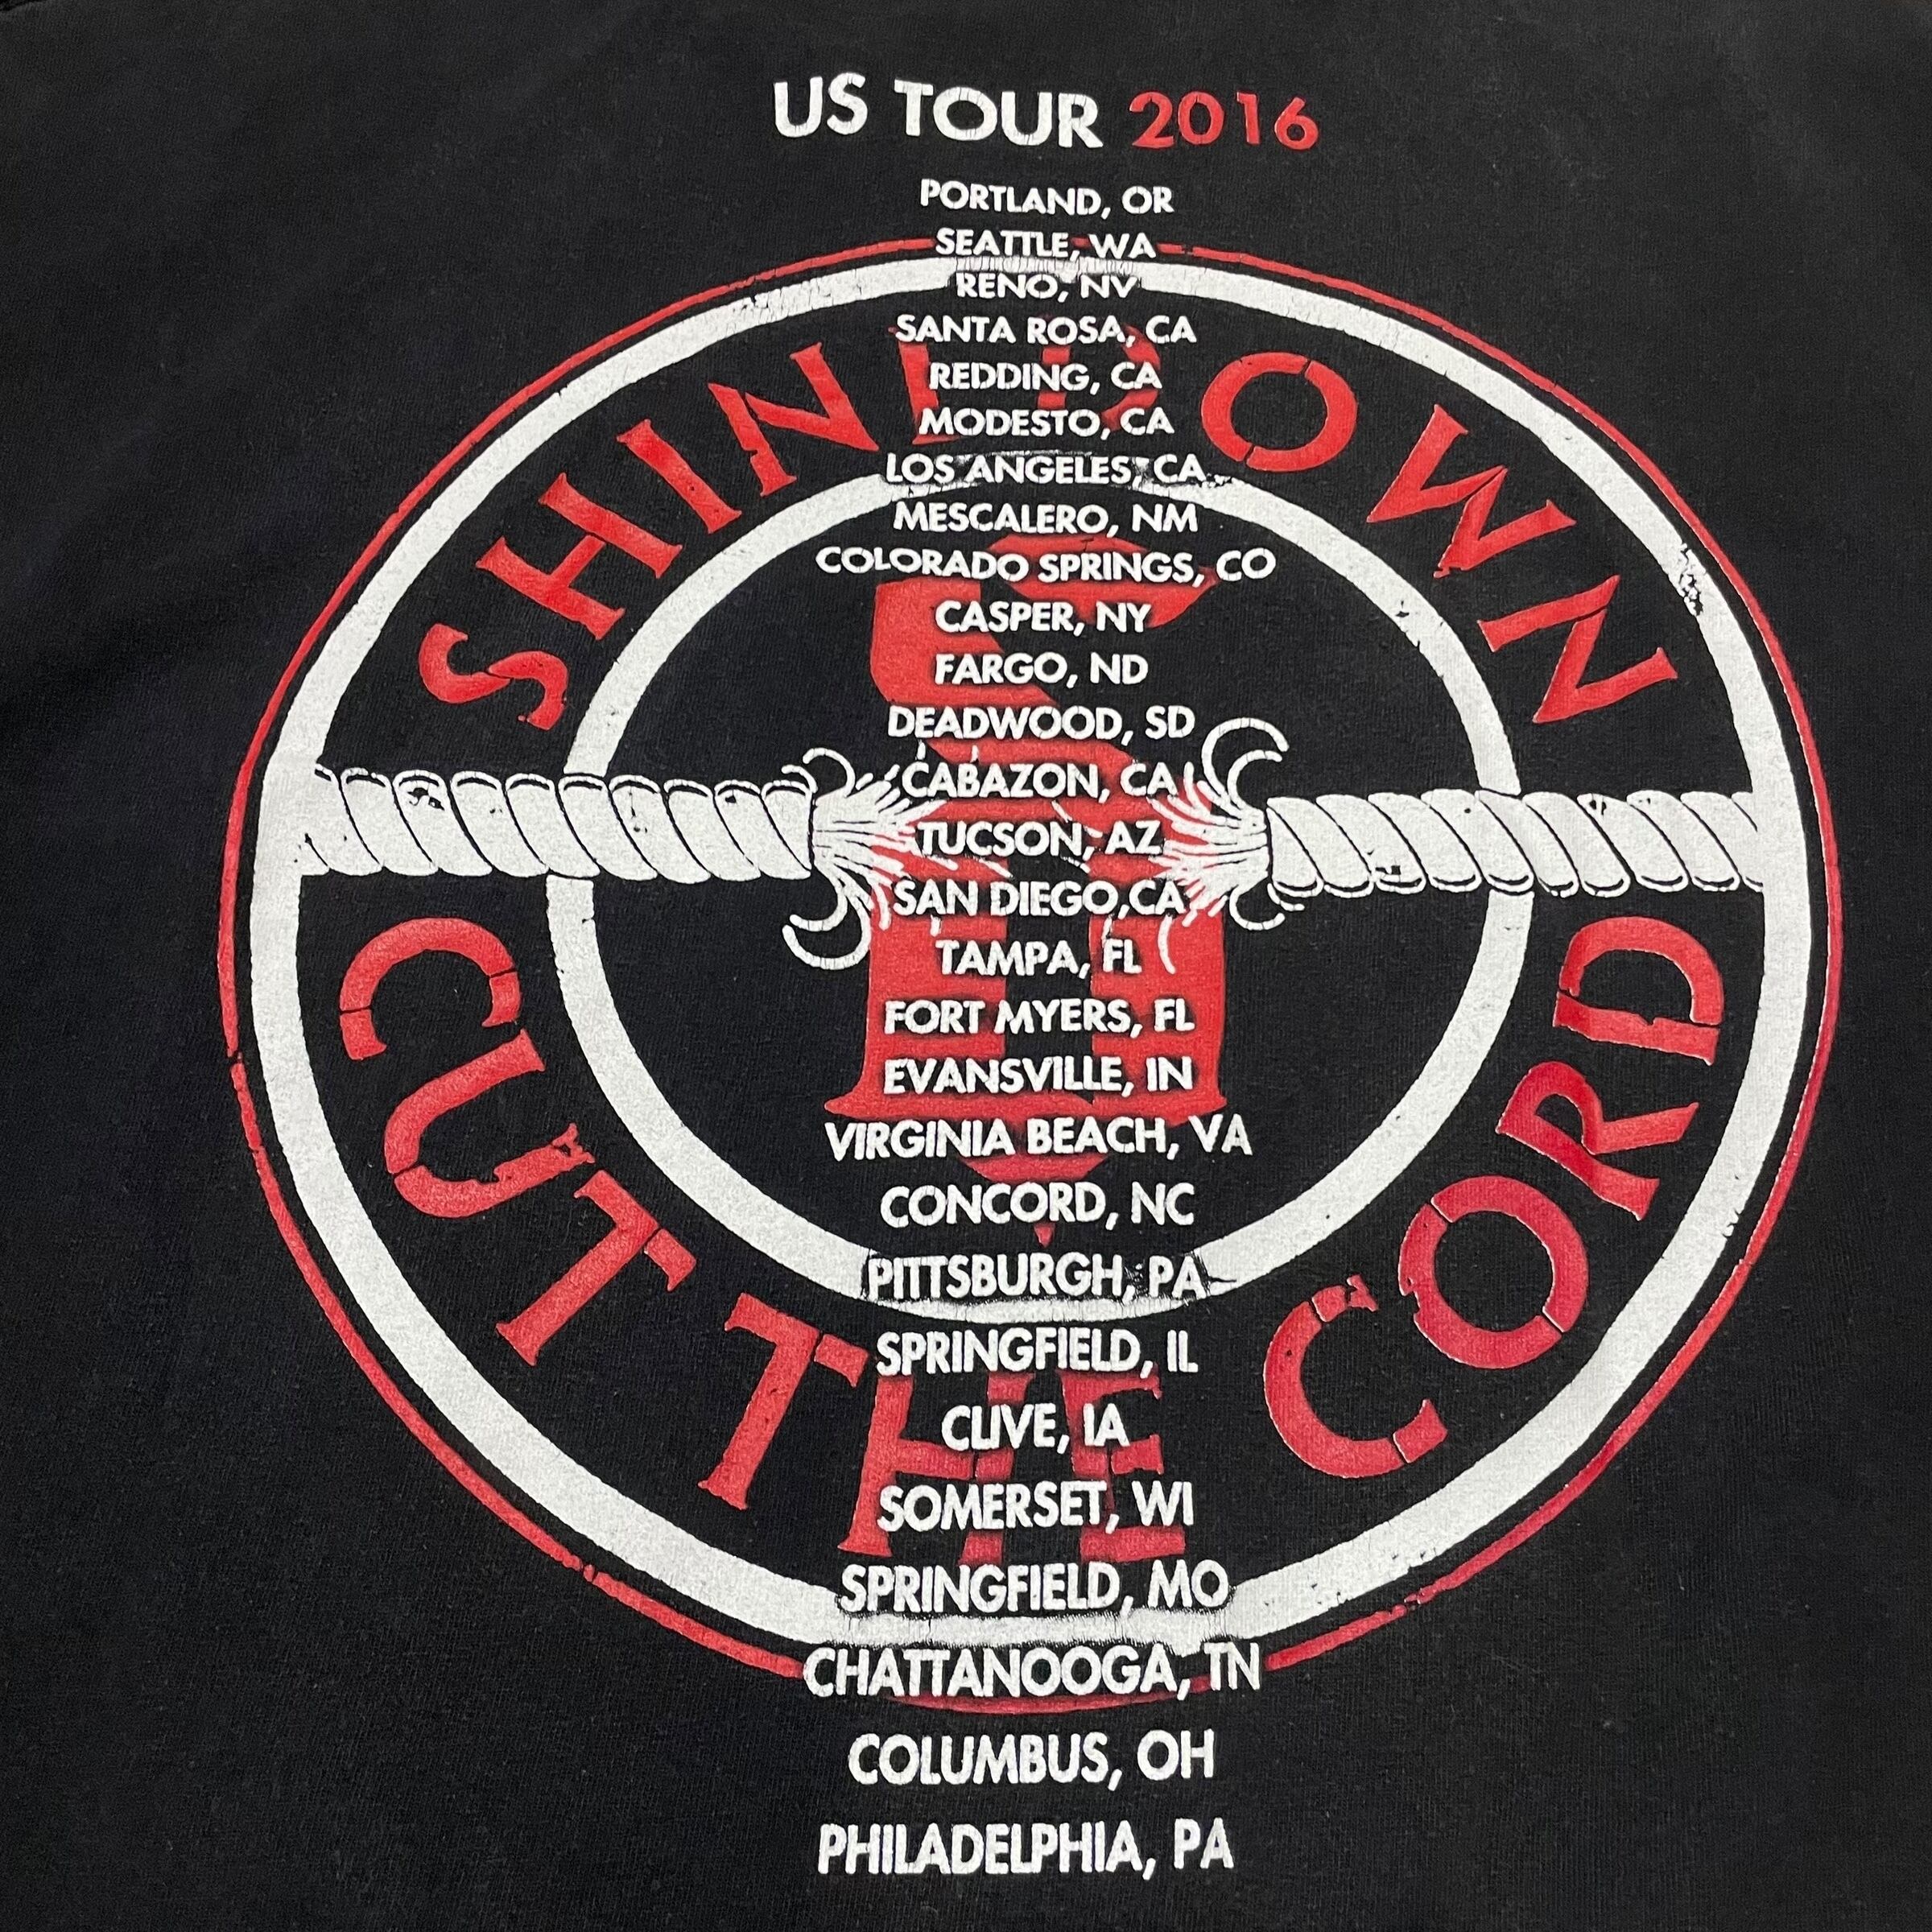 US TOUR 2016
PORTLAND, OR
SEATTLE, WA
RENO, NV
SANTA ROSA, CA
REDDING, CA
MODESTO, CA
LOS ANGELES, CA
MESCALERO, NM
COLORADO SPRINGS, CO
CASPER, NY
FARGO, ND
DEADWOOD, SD
CABAZON, CA
TUCSON, AZ
SAN DIEGO,CA
TAMPA, FL
FORT MYERS, FL
EVANSVILLE, IN
VIRGINIA BEACH, VA
CONCORD, NC
PITTSBURGH, PA
SPRINGFIELD, IL
CLIVE, IA
SOMERSET, WI
SPRINGFIELD, MO
CHATTANOOGA, TN
COLUMBUS, OH
PHILADELPHIA, PA
SHINEDOWN
CUT THE CORD